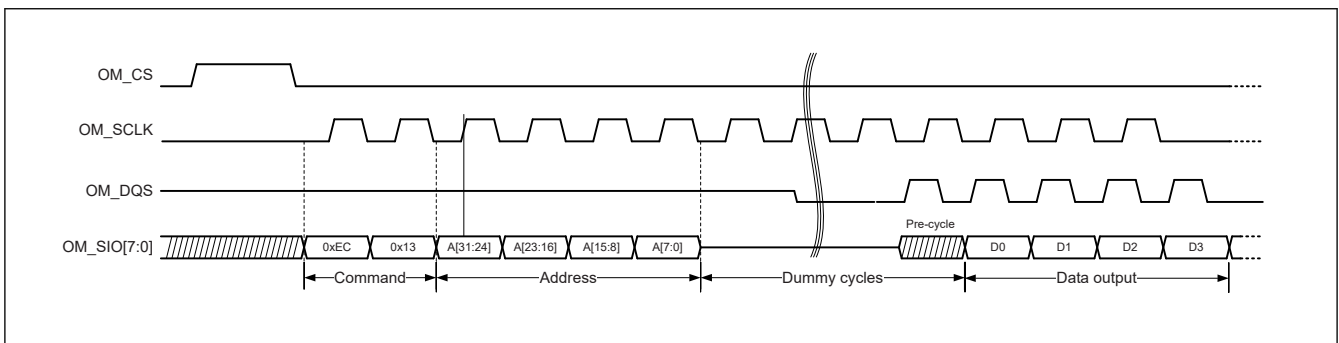 OM_CS
OM_SCLK
OM_DQS
Pre-cycle
OM_SIO[7:0] 0xEC 0x13 A[31:24] A[23:16] A[15:8] A[7:0] D0 D1 D2 D3
Command Address Dummy cycles Data output